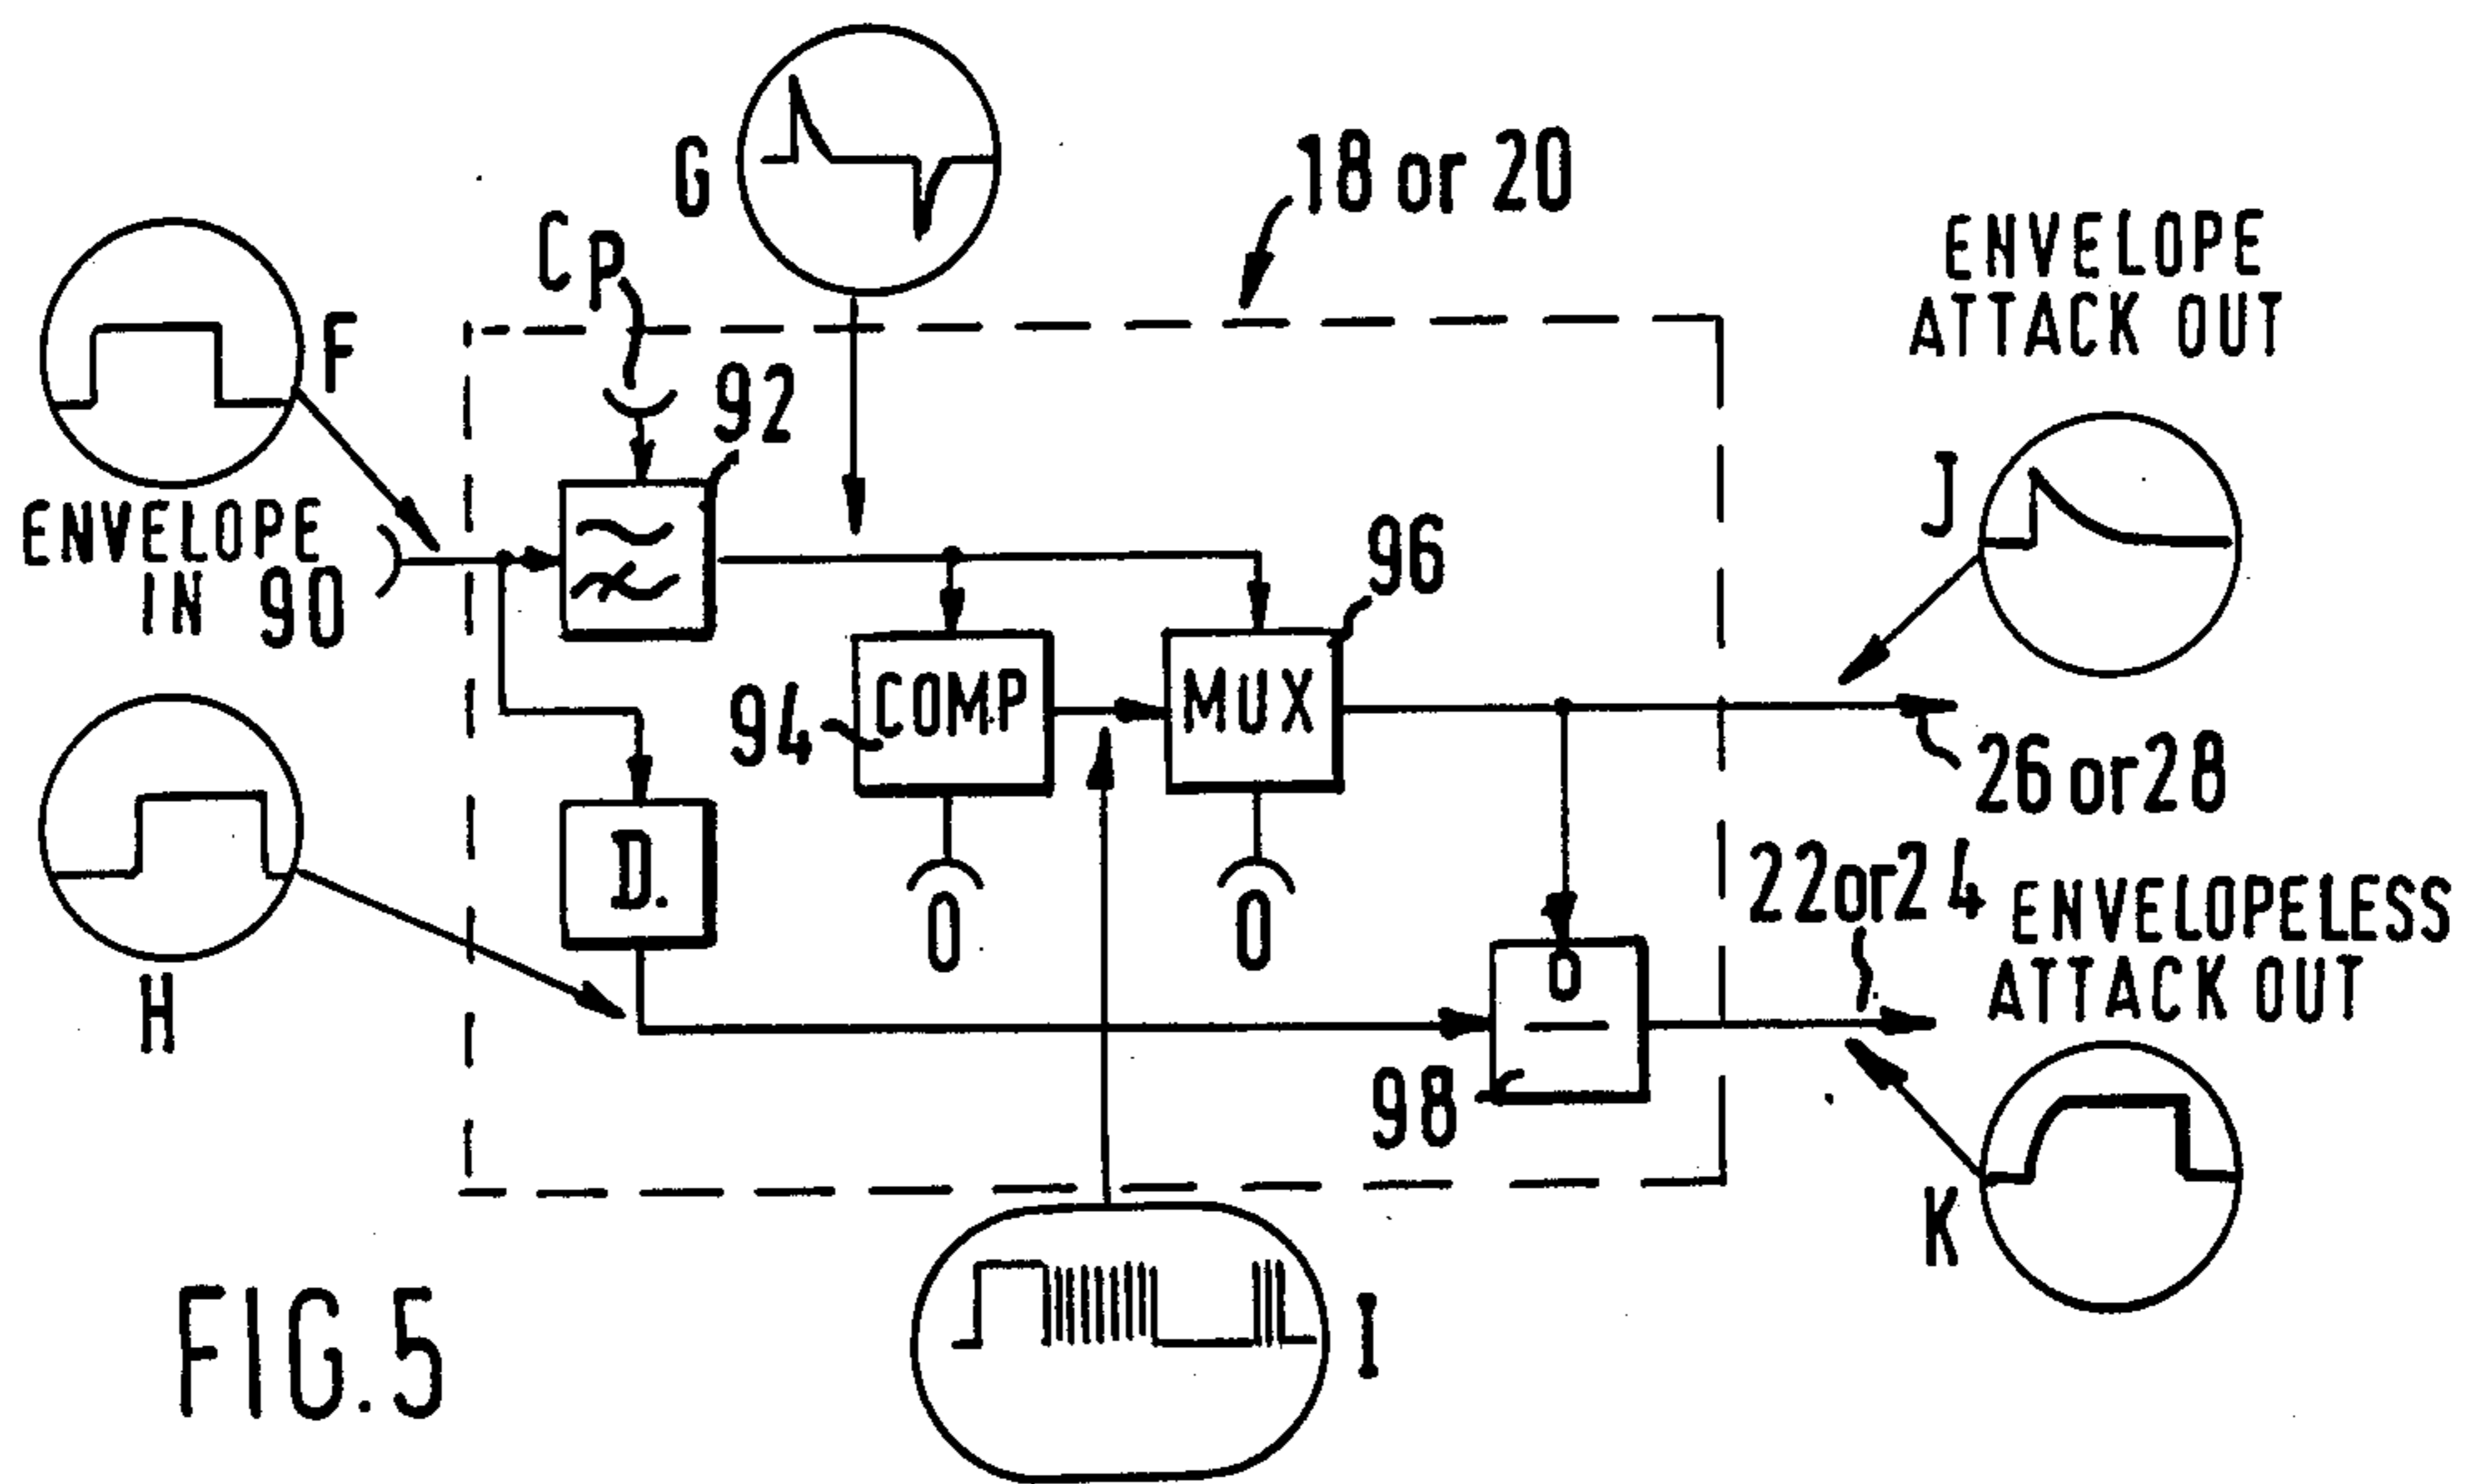 G
18 or 20
CP
F
ENVELOPE
ATTACK OUT
92
J
ENVELOPE
IN 90
96
94
COMP
MUX
26 or 28
D.
0
0
22 or 24
ENVELOPELESS
ATTACK OUT
H
0
—
98
K
I
FIG. 5